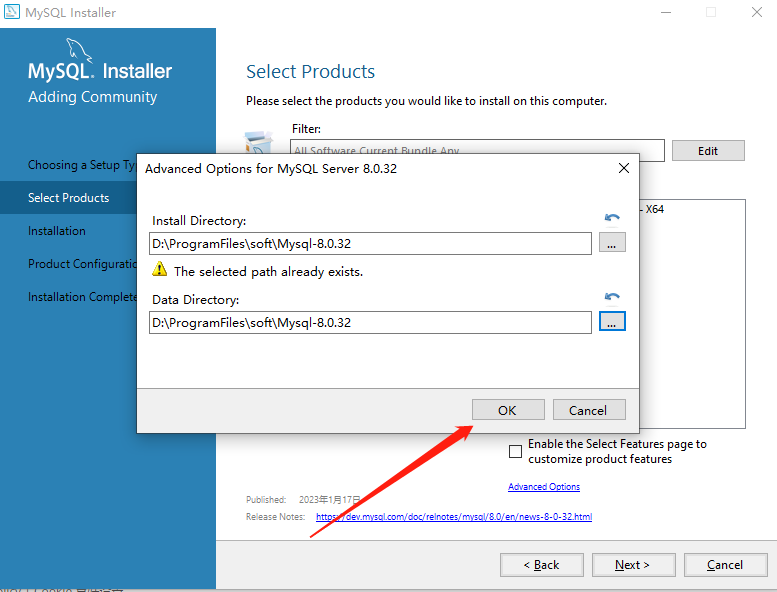 MySQL Installer
MySQL. Installer
Adding Community
Choosing a Setup Ty
Select Products
Installation
Product Configuratio
Installation Complete
Select Products
Please select the products you would like to install on this computer.
Filter:
All Software,Current Bundle,Any
Edit
- X64
Advanced Options for MySQL Server 8.0.32
Install Directory:
D:\ProgramFiles\soft\Mysql-8.0.32
...
The selected path already exists.
Data Directory:
D:\ProgramFiles\soft\Mysql-8.0.32
...
OK
Cancel
Enable the Select Features page to
customize product features
Advanced Options
Published: 2023年1月17日
Release Notes: https://dev.mysql.com/doc/relnotes/mysql/8.0/en/news-8-0-32.html
< Back
Next >
Cancel